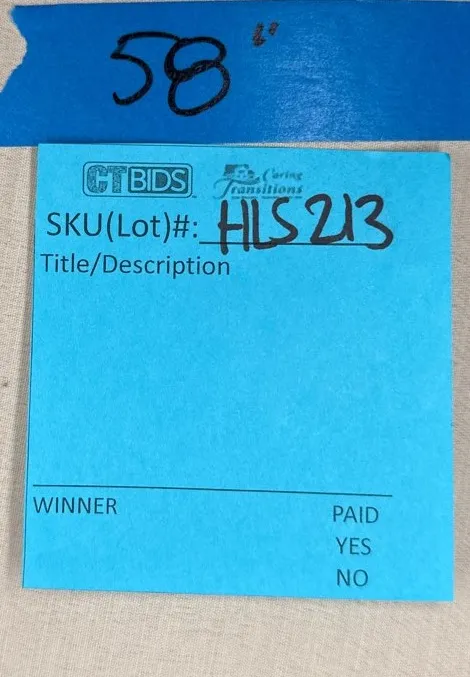 58"
CTBIDS Caring Transitions
SKU(Lot)#: HLS213
Title/Description
WINNER
PAID
YES
NO